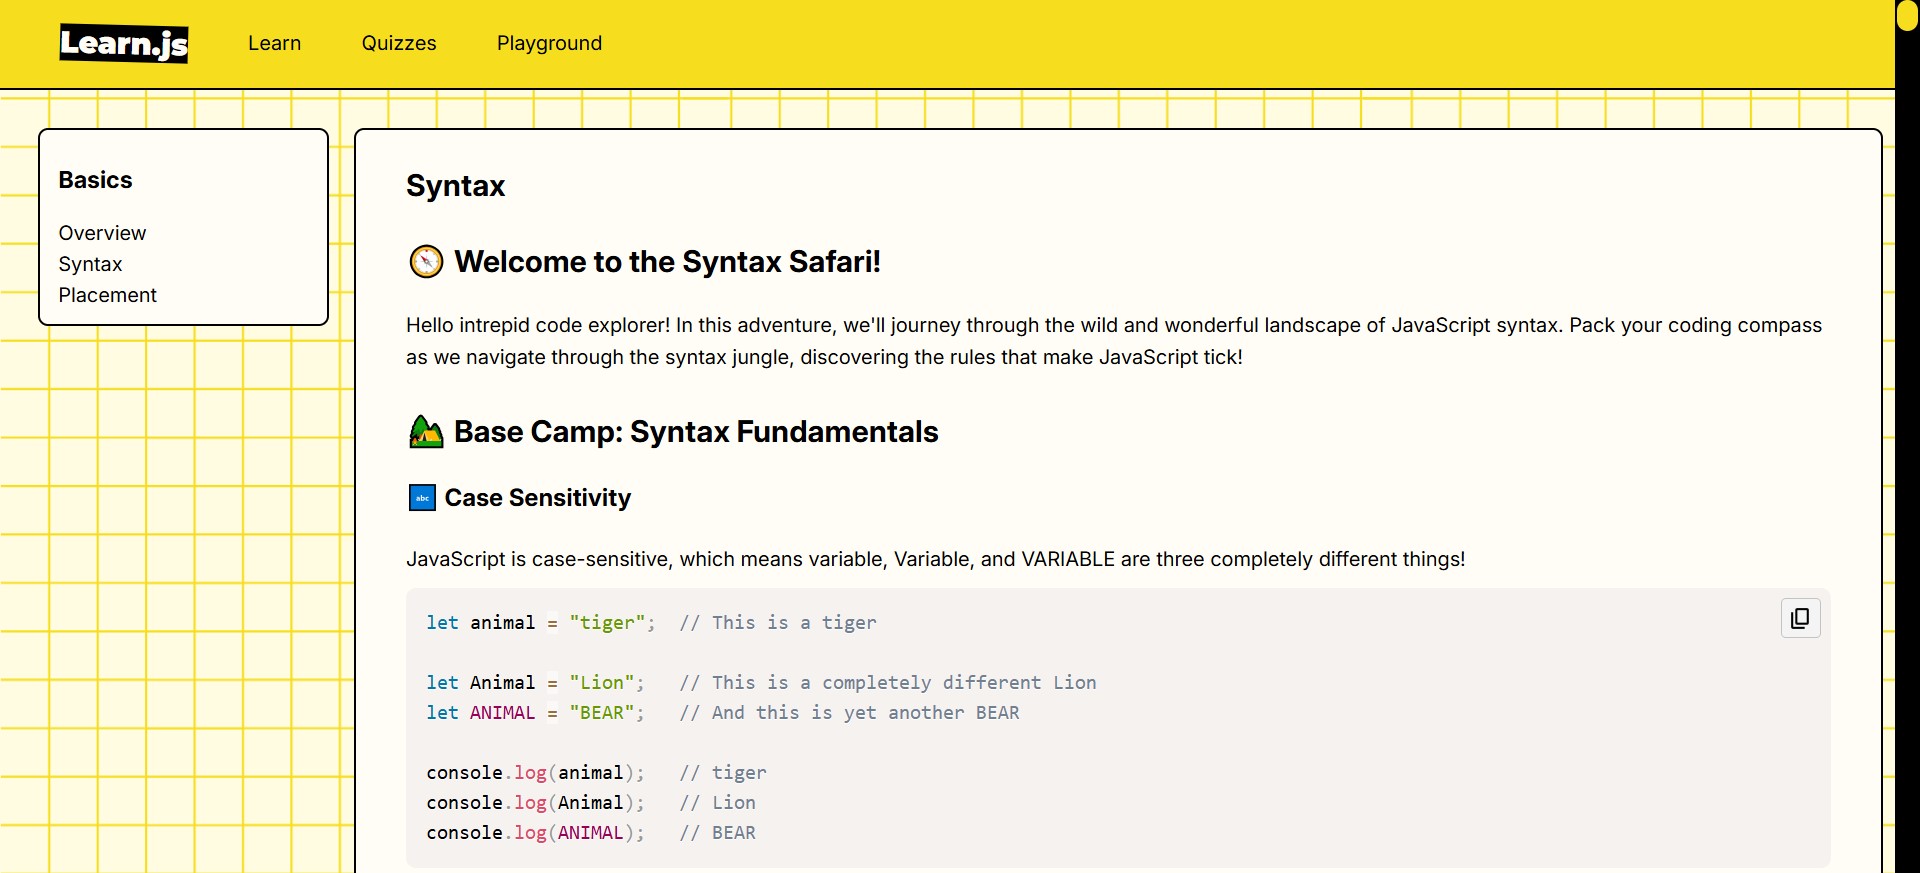 Learn.js Learn Quizzes Playground
Basics
Overview
Syntax
Placement
Syntax
🧭 Welcome to the Syntax Safari!
Hello intrepid code explorer! In this adventure, we'll journey through the wild and wonderful landscape of JavaScript syntax. Pack your coding compass
as we navigate through the syntax jungle, discovering the rules that make JavaScript tick!
🏕️ Base Camp: Syntax Fundamentals
abc Case Sensitivity
JavaScript is case-sensitive, which means variable, Variable, and VARIABLE are three completely different things!
let animal = "tiger";  // This is a tiger
let Animal = "Lion";   // This is a completely different Lion
let ANIMAL = "BEAR";   // And this is yet another BEAR
console.log(animal);   // tiger
console.log(Animal);   // Lion
console.log(ANIMAL);   // BEAR